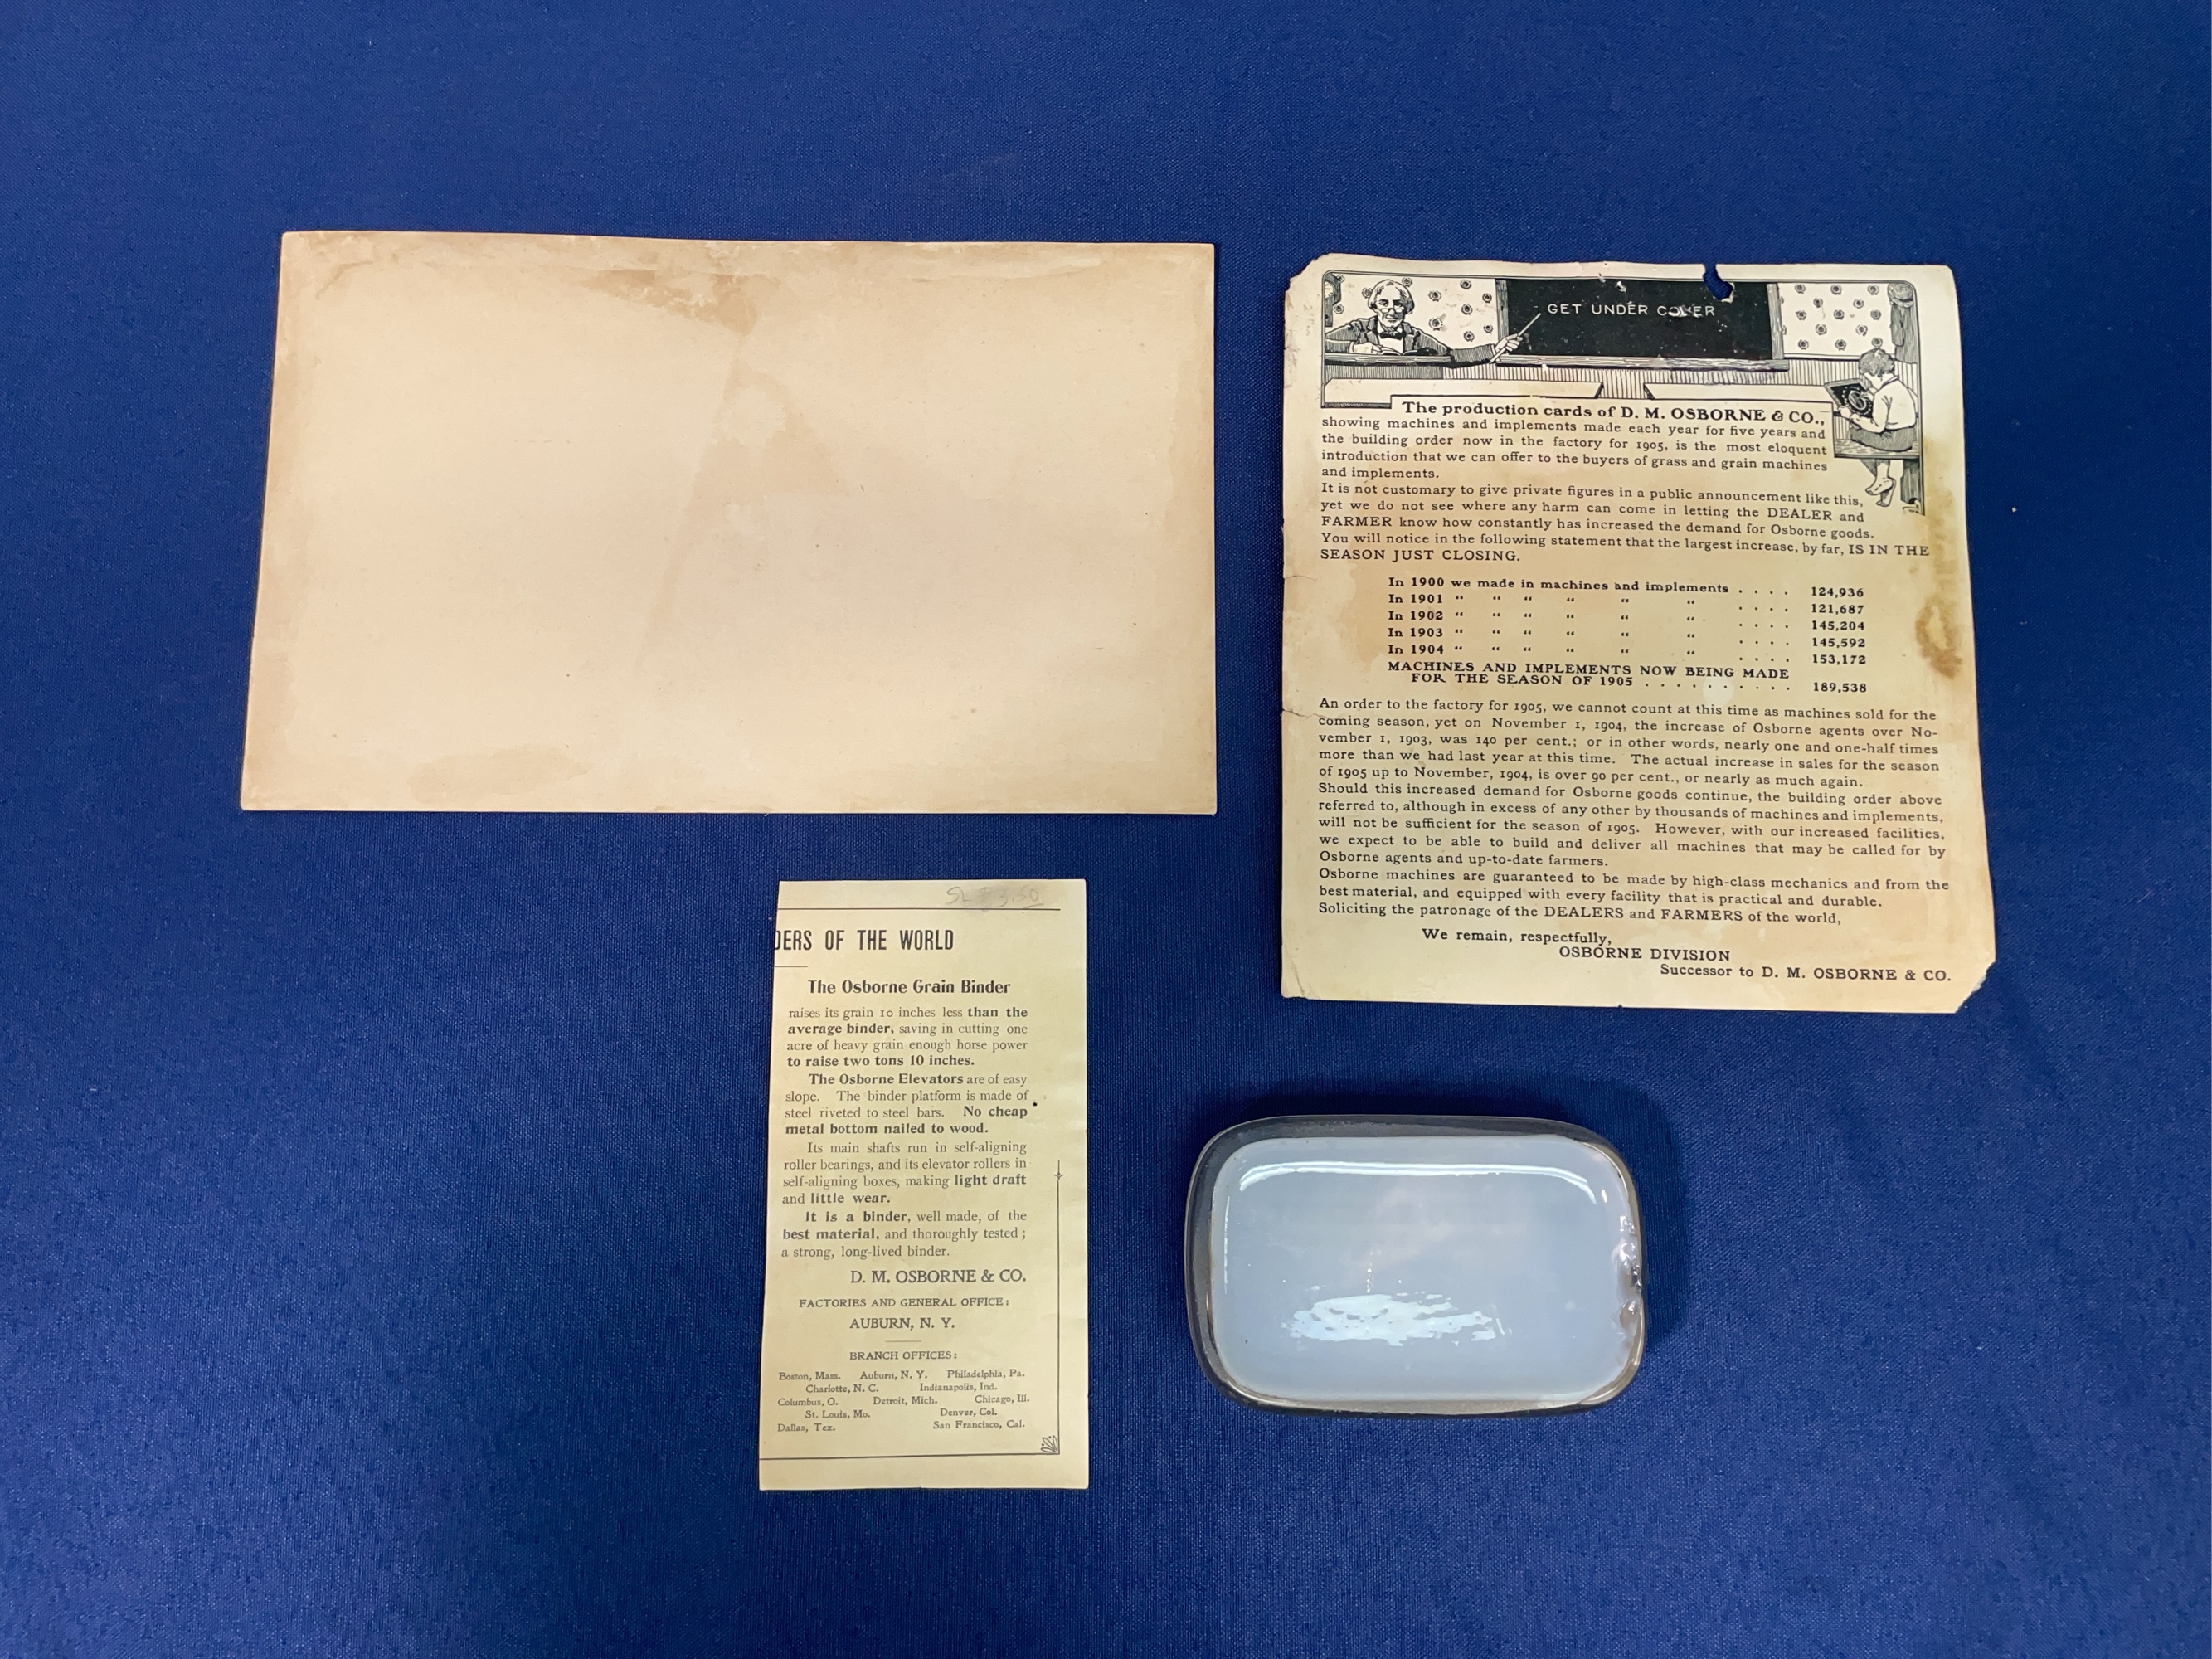 GET UNDER COVER
The production cards of D. M. OSBORNE & CO.,
showing machines and implements made each year for five years and
the building order now in the factory for 1905, is the most eloquent
introduction that we can offer to the buyers of grass and grain machines
and implements.
It is not customary to give private figures in a public announcement like this,
yet we do not see where any harm can come in letting the DEALER and
FARMER know how constantly has increased the demand for Osborne goods.
You will notice in the following statement that the largest increase, by far, IS IN THE
SEASON JUST CLOSING.
In 1900 we made in machines and implements . . . . 124,936
In 1901 “ “ “ “ “ “ . . . . 121,687
In 1902 “ “ “ “ “ “ . . . . 145,204
In 1903 “ “ “ “ “ “ . . . . 145,592
In 1904 “ “ “ “ “ “ . . . . 153,172
MACHINES AND IMPLEMENTS NOW BEING MADE
FOR THE SEASON OF 1905 . . . . . . . . . . 189,538
An order to the factory for 1905, we cannot count at this time as machines sold for the
coming season, yet on November 1, 1904, the increase of Osborne agents over No-
vember 1, 1903, was 140 per cent.; or in other words, nearly one and one-half times
more than we had last year at this time. The actual increase in sales for the season
of 1905 up to November, 1904, is over 90 per cent., or nearly as much again.
Should this increased demand for Osborne goods continue, the building order above
referred to, although in excess of any other by thousands of machines and implements,
will not be sufficient for the season of 1905. However, with our increased facilities,
we expect to be able to build and deliver all machines that may be called for by
Osborne agents and up-to-date farmers.
Osborne machines are guaranteed to be made by high-class mechanics and from the
best material, and equipped with every facility that is practical and durable.
Soliciting the patronage of the DEALERS and FARMERS of the world,
We remain, respectfully,
OSBORNE DIVISION
Successor to D. M. OSBORNE & CO.
SL $3.50
DERS OF THE WORLD
The Osborne Grain Binder
raises its grain 10 inches less than the
average binder, saving in cutting one
acre of heavy grain enough horse power
to raise two tons 10 inches.
The Osborne Elevators are of easy
slope. The binder platform is made of
steel riveted to steel bars. No cheap
metal bottom nailed to wood.
Its main shafts run in self-aligning
roller bearings, and its elevator rollers in
self-aligning boxes, making light draft
and little wear.
It is a binder, well made, of the
best material, and thoroughly tested ;
a strong, long-lived binder.
D. M. OSBORNE & CO.
FACTORIES AND GENERAL OFFICE:
AUBURN, N. Y.
BRANCH OFFICES:
Boston, Mass. Auburn, N. Y. Philadelphia, Pa.
Charlotte, N. C. Indianapolis, Ind.
Columbus, O. Detroit, Mich. Chicago, Ill.
St. Louis, Mo. Denver, Col.
Dallas, Tex. San Francisco, Cal.